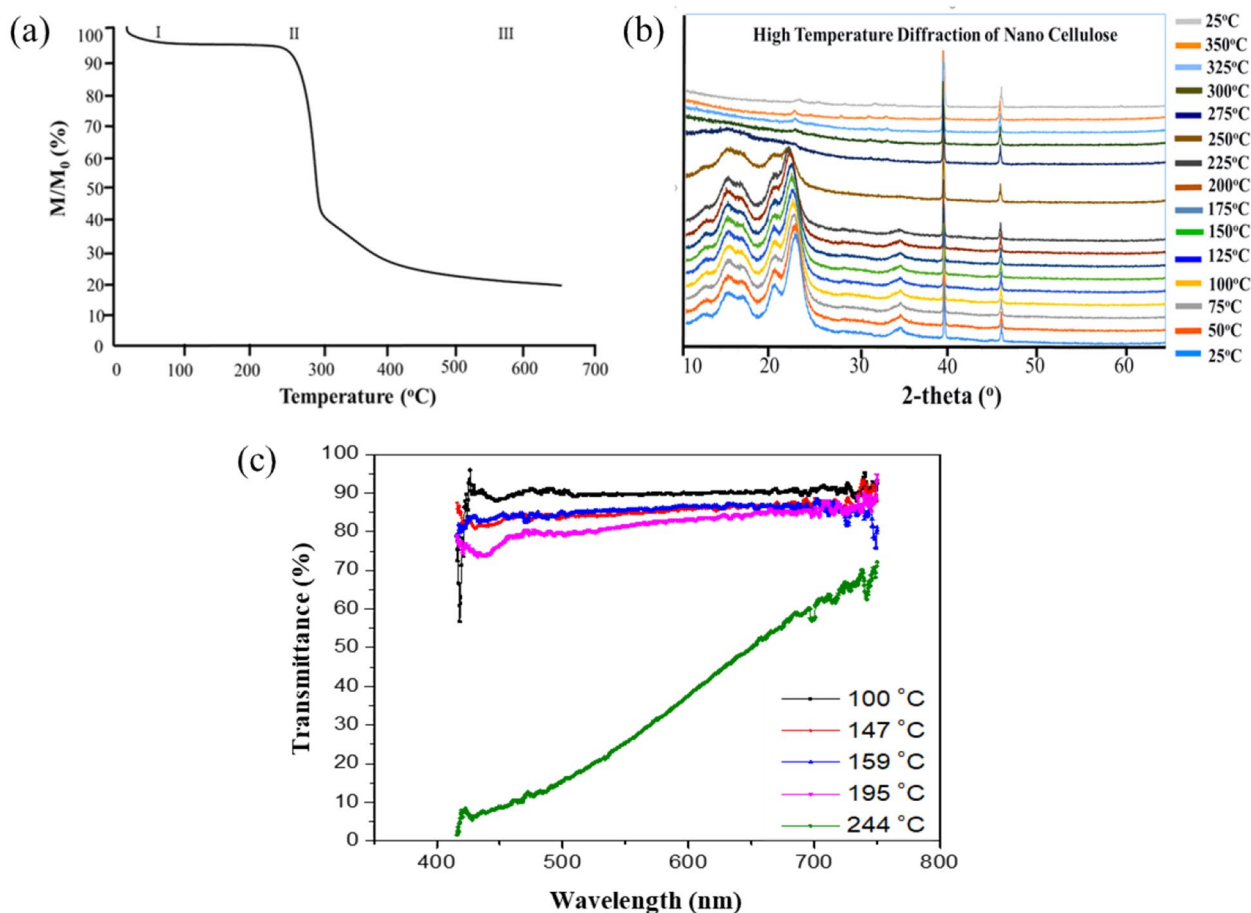 (a)
I II III
100
90
80
70
60
50
40
30
20
10
0
M/M₀ (%)
0 100 200 300 400 500 600 700
Temperature (°C)
(b)
High Temperature Diffraction of Nano Cellulose
10 20 30 40 50 60
2-theta (°)
25°C
350°C
325°C
300°C
275°C
250°C
225°C
200°C
175°C
150°C
125°C
100°C
75°C
50°C
25°C
(c)
100
90
80
70
60
50
40
30
20
10
0
Transmittance (%)
400 500 600 700 800
Wavelength (nm)
100 °C
147 °C
159 °C
195 °C
244 °C